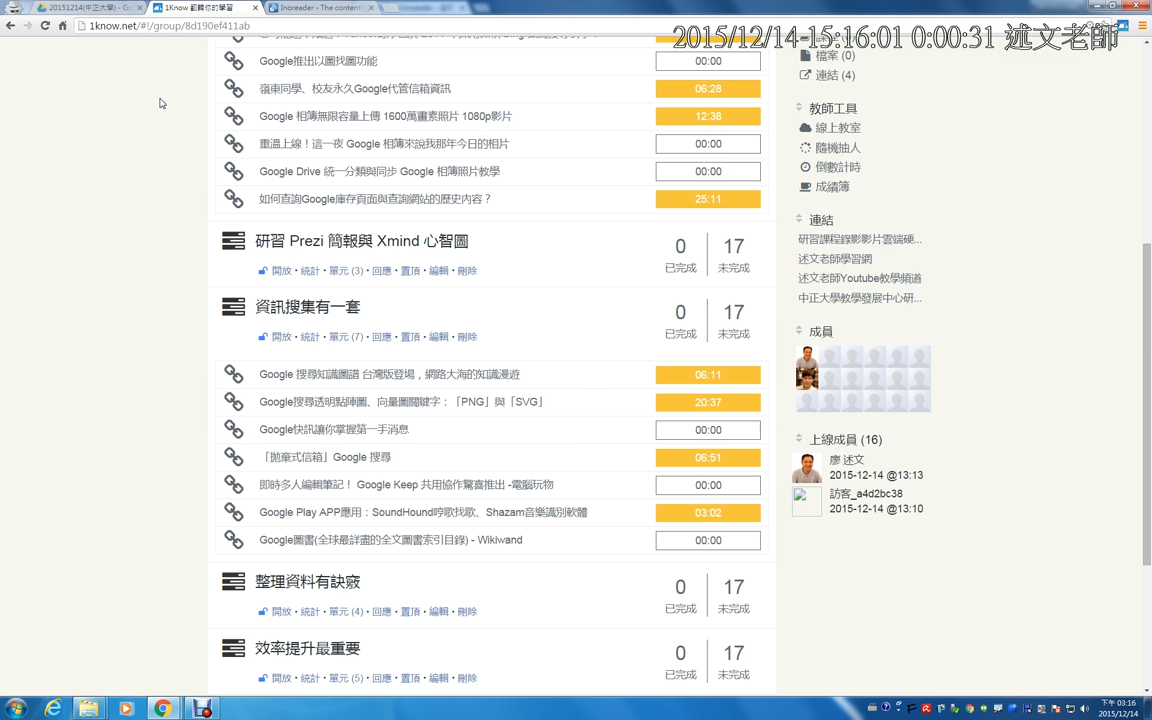 20151214(中正大學) - Go
1Know 翻轉你的學習
Inoreader - The content
1know.net/#!/group/8d190ef411ab
2015/12/14 15:16:01 0:00:31 述文老師
Google推出以圖找圖功能
00:00
嶺東同學、校友永久Google代管信箱資訊
06:28
Google 相簿無限容量上傳 1600萬畫素照片 1080p影片
12:38
重溫上線！這一夜 Google 相簿來說我那年今日的相片
00:00
Google Drive 統一分類與同步 Google 相簿照片教學
00:00
如何查詢Google庫存頁面與查詢網站的歷史內容？
25:11
研習 Prezi 簡報與 Xmind 心智圖
0
17
已完成
未完成
開放・統計・單元 (3)・回應・置頂・編輯・刪除
資訊搜集有一套
0
17
已完成
未完成
開放・統計・單元 (7)・回應・置頂・編輯・刪除
Google 搜尋知識圖譜 台灣版登場，網路大海的知識漫遊
06:11
Google搜尋透明點陣圖、向量圖關鍵字：「PNG」與「SVG」
20:37
Google快訊讓你掌握第一手消息
00:00
「拋棄式信箱」Google 搜尋
06:51
即時多人編輯筆記！ Google Keep 共用協作驚喜推出 -電腦玩物
00:00
Google Play APP應用：SoundHound哼歌找歌、Shazam音樂識別軟體
03:02
Google圖書(全球最詳盡的全文圖書索引目錄) - Wikiwand
00:00
整理資料有訣竅
0
17
已完成
未完成
開放・統計・單元 (4)・回應・置頂・編輯・刪除
效率提升最重要
0
17
已完成
未完成
開放・統計・單元 (5)・回應・置頂・編輯・刪除
檔案 (0)
連結 (4)
教師工具
線上教室
隨機抽人
倒數計時
成績簿
連結
研習課程錄影影片雲端硬...
述文老師學習網
述文老師Youtube教學頻道
中正大學教學發展中心研...
成員
上線成員 (16)
廖 述文
2015-12-14 @13:13
訪客_a4d2bc38
2015-12-14 @13:10
下午 03:16
2015/12/14